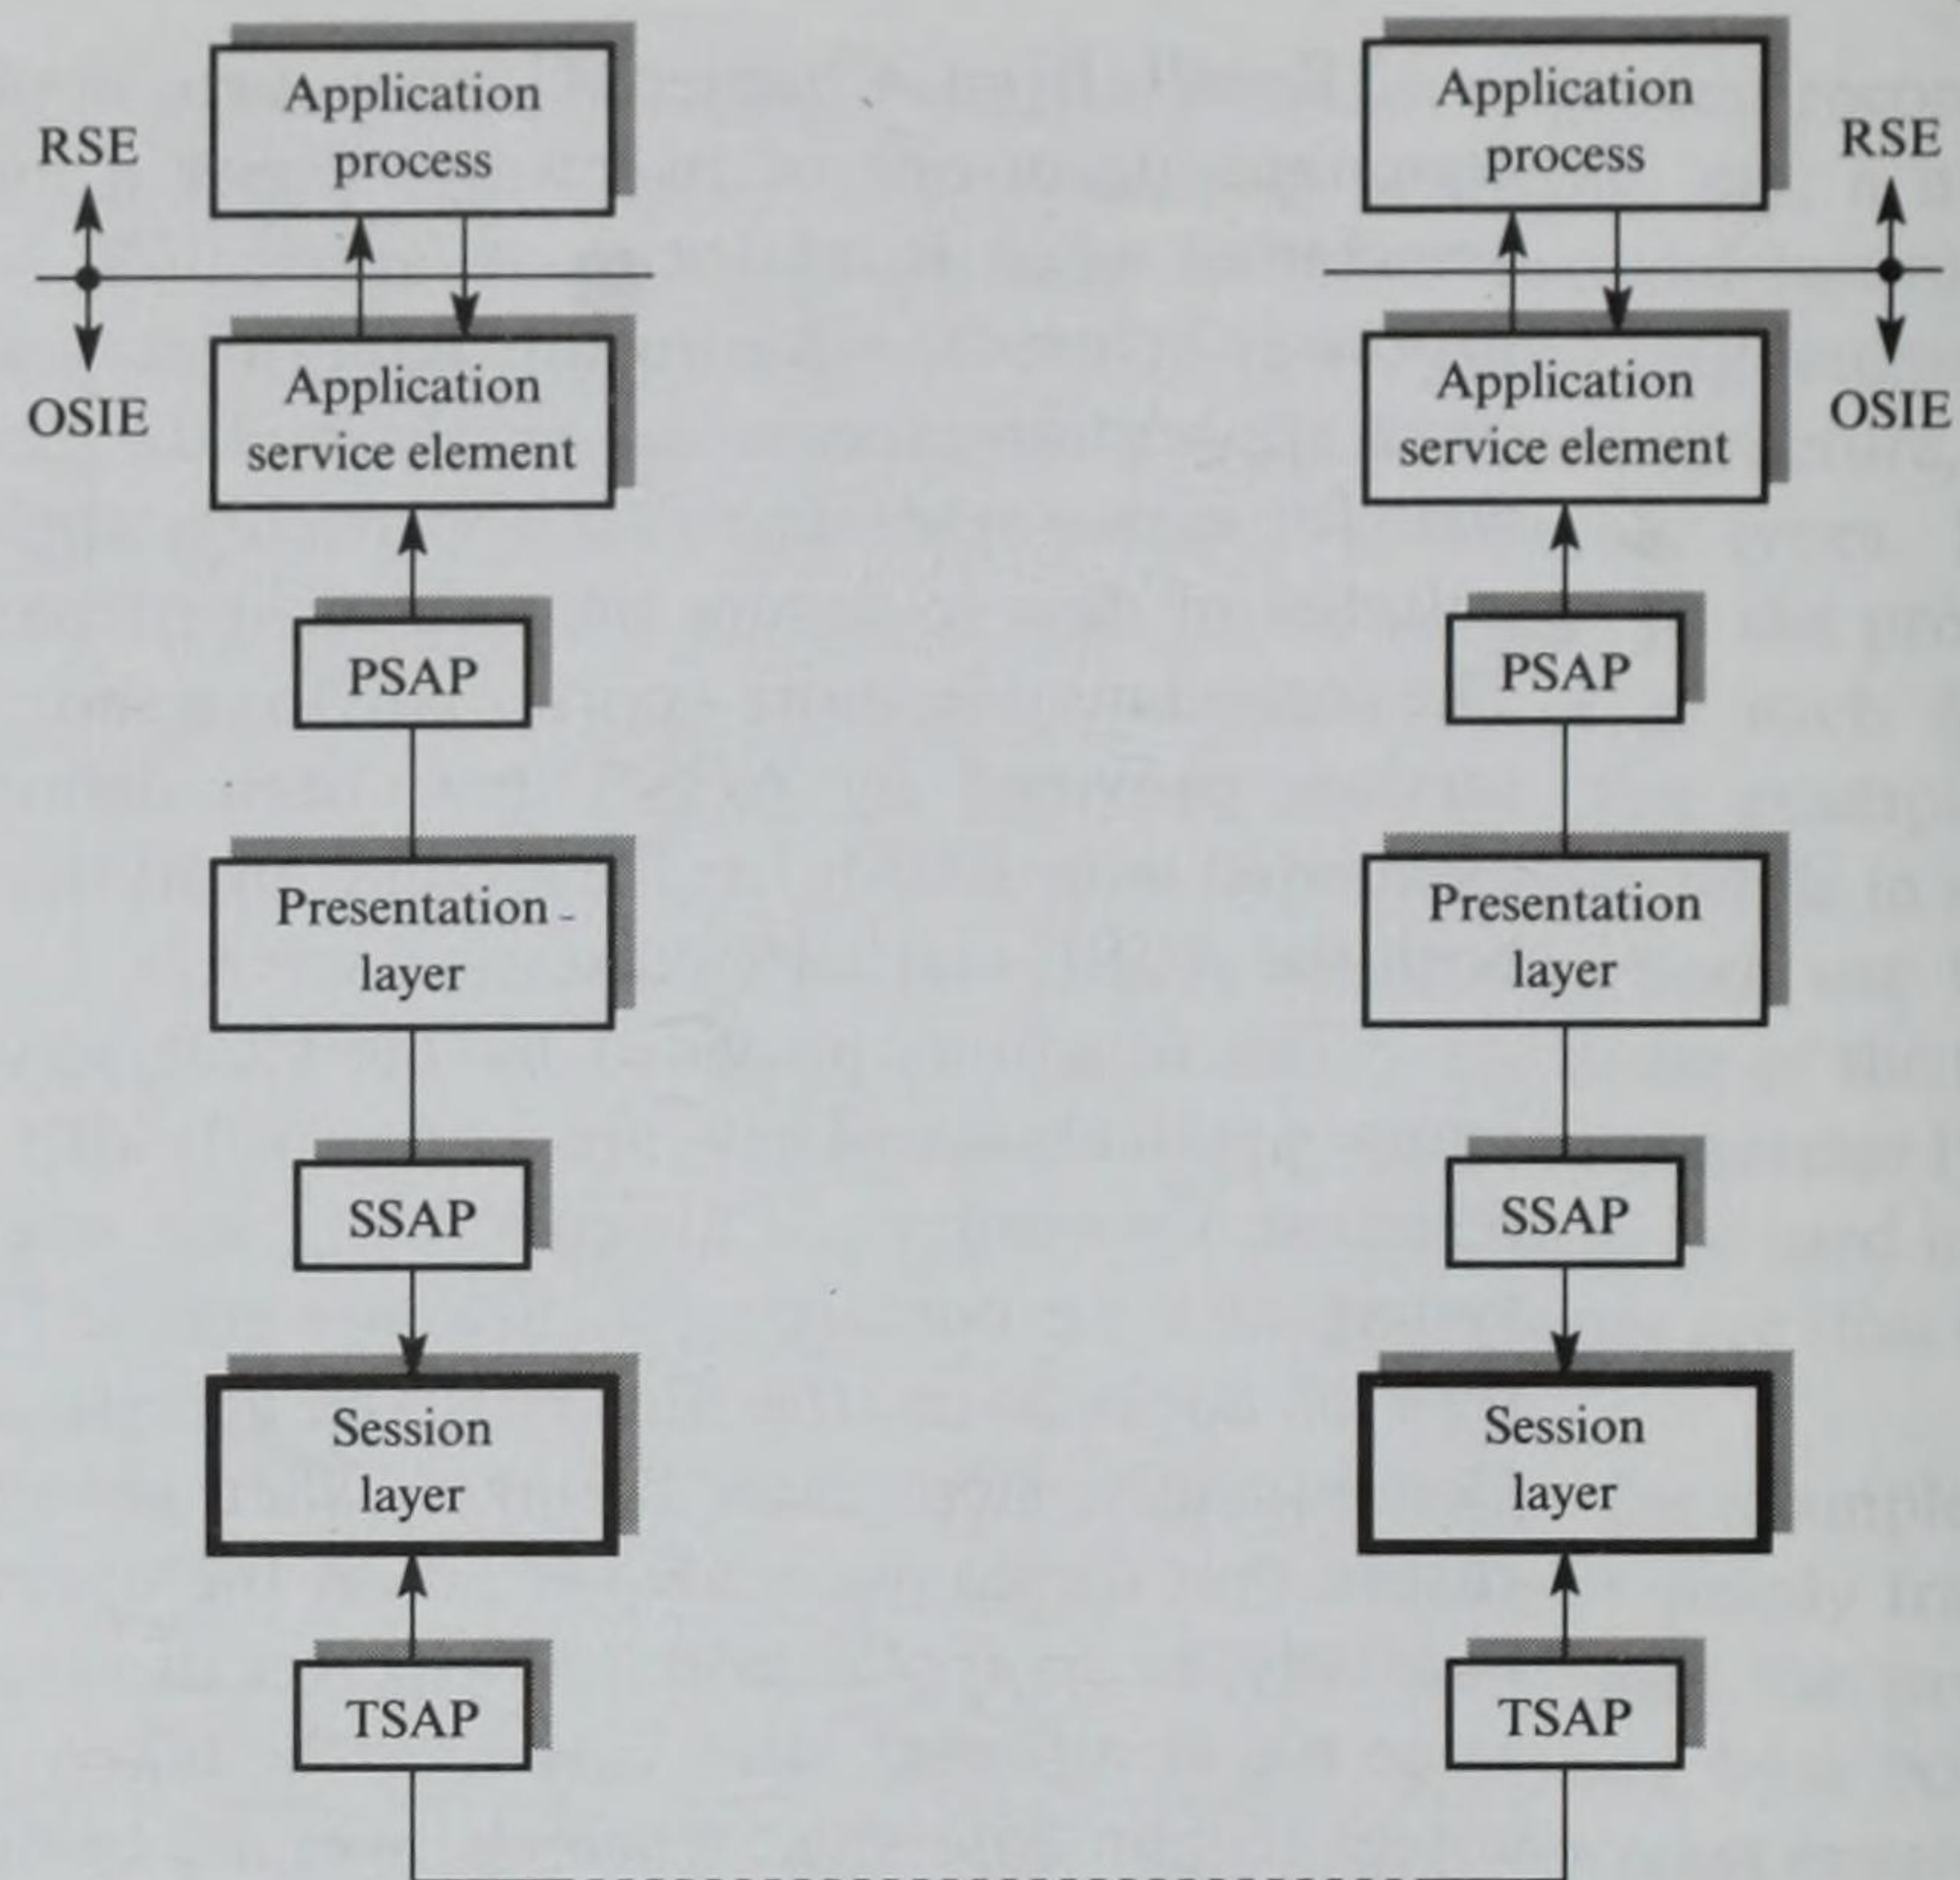 Application
process
RSE
OSIE
Application
service element
PSAP
Presentation
layer
SSAP
Session
layer
TSAP
Application
process
RSE
OSIE
Application
service element
PSAP
Presentation
layer
SSAP
Session
layer
TSAP